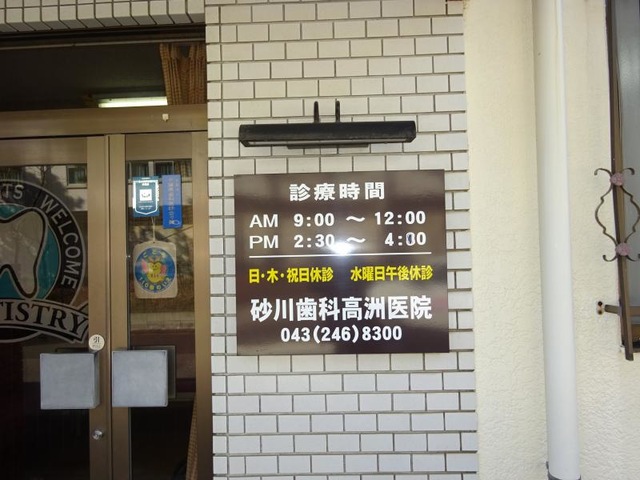 診療時間
AM 9:00 ～ 12:00
PM 2:30 ～ 4:00
日・木・祝日休診 水曜日午後休診
砂川歯科高洲医院
043(246)8300
WELCOME